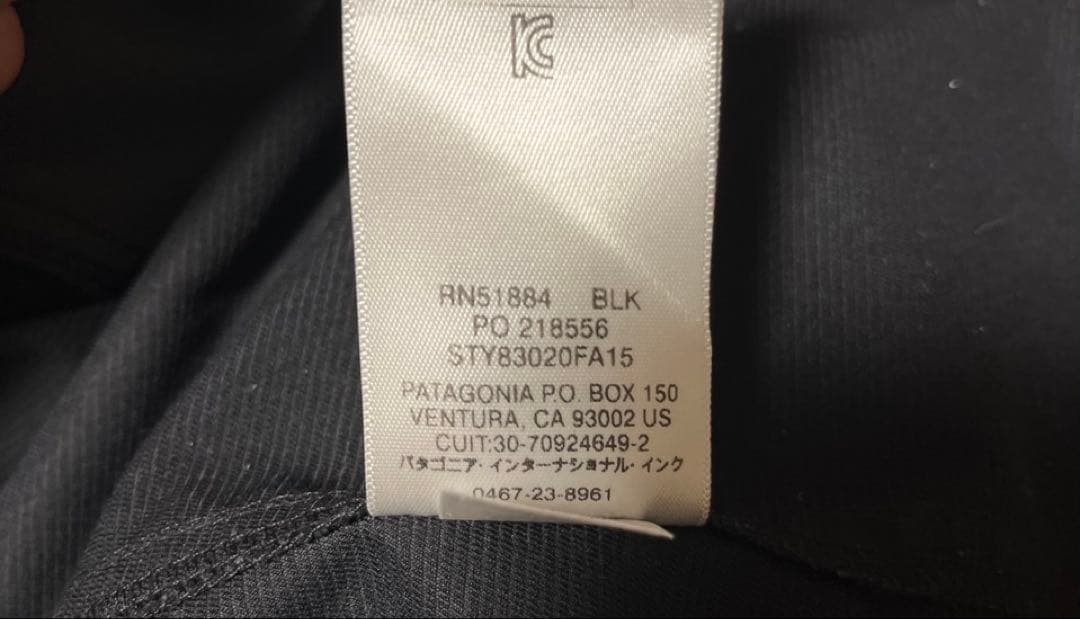 RN51884 BLK
PO 218556
STY83020FA15
PATAGONIA P.O. BOX 150
VENTURA, CA 93002 US
CUIT:30-70924649-2
パタゴニア・インターナショナル・インク
0467-23-8961